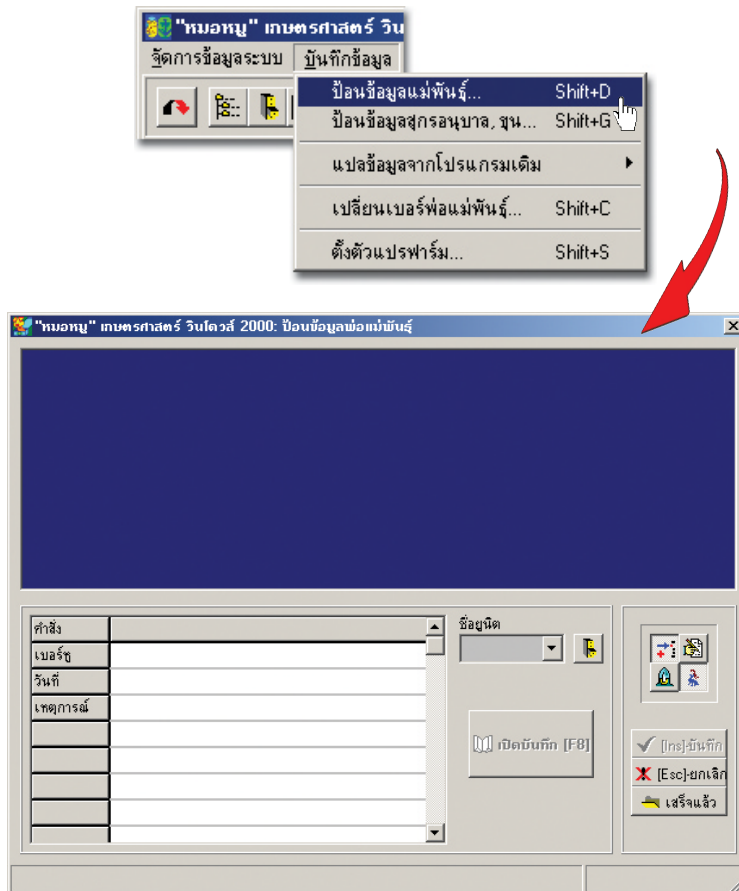 "หมอหมู" เกษตรศาสตร์ วิน
จัดการข้อมูลระบบ บันทึกข้อมูล
ป้อนข้อมูลแม่พันธุ์... Shift+D
ป้อนข้อมูลสุกรอนุบาล, ขุน... Shift+G
แปลข้อมูลจากโปรแกรมเดิม
เปลี่ยนเบอร์พ่อแม่พันธุ์... Shift+C
ตั้งตัวแปรฟาร์ม... Shift+S
"หมอหมู" เกษตรศาสตร์ วินโดวส์ 2000: ป้อนข้อมูลพ่อแม่พันธุ์
คำสั่ง
เบอร์หู
วันที่
เหตุการณ์
ชื่อยูนิต
เปิดบันทึก [F8]
[Ins]-บันทึก
[Esc]-ยกเลิก
เสร็จแล้ว